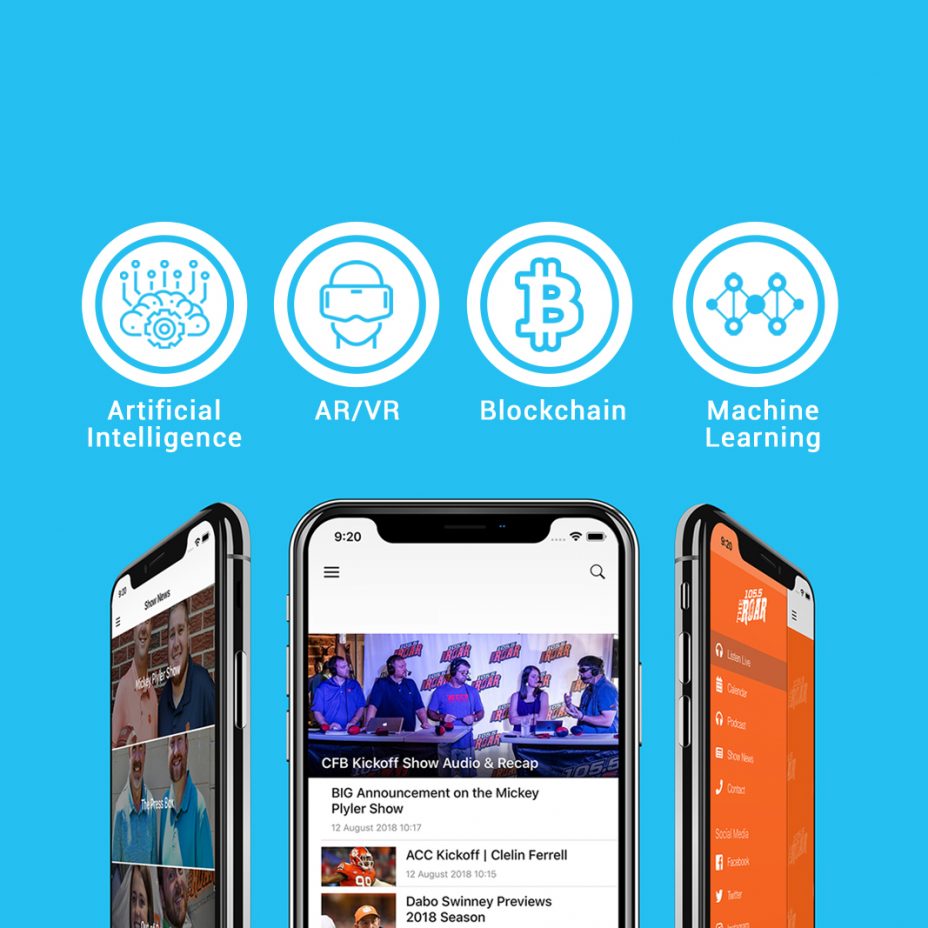 Artificial
Intelligence
AR/VR
Blockchain
Machine
Learning
9:20
Show News
Mickey Plyler Show
The Press Box
9:20
CFB Kickoff Show Audio & Recap
BIG Announcement on the Mickey
Plyler Show
12 August 2018 10:17
ACC Kickoff | Clelin Ferrell
12 August 2018 10:15
Dabo Swinney Previews
2018 Season
9:20
105.5
THE ROAR
Listen Live
Calendar
Podcast
Show News
Contact
Social Media
Facebook
Twitter